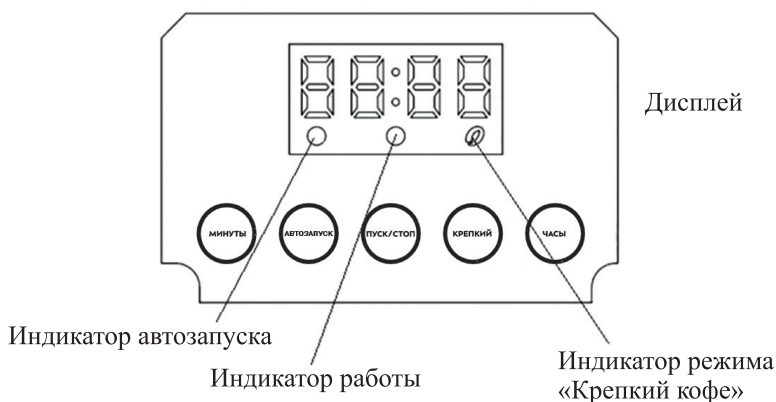 Дисплей
МИНУТЫ АВТОЗАПУСК ПУСК/СТОП КРЕПКИЙ ЧАСЫ
Индикатор автозапуска
Индикатор работы
Индикатор режима
«Крепкий кофе»